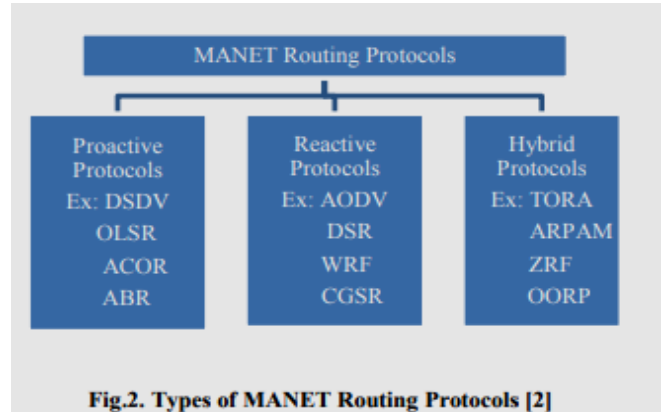 MANET Routing Protocols
Proactive
Protocols
Ex: DSDV
OLSR
ACOR
ABR
Reactive
Protocols
Ex: AODV
DSR
WRF
CGSR
Hybrid
Protocols
Ex: TORA
ARPAM
ZRF
OORP
Fig.2. Types of MANET Routing Protocols [2]